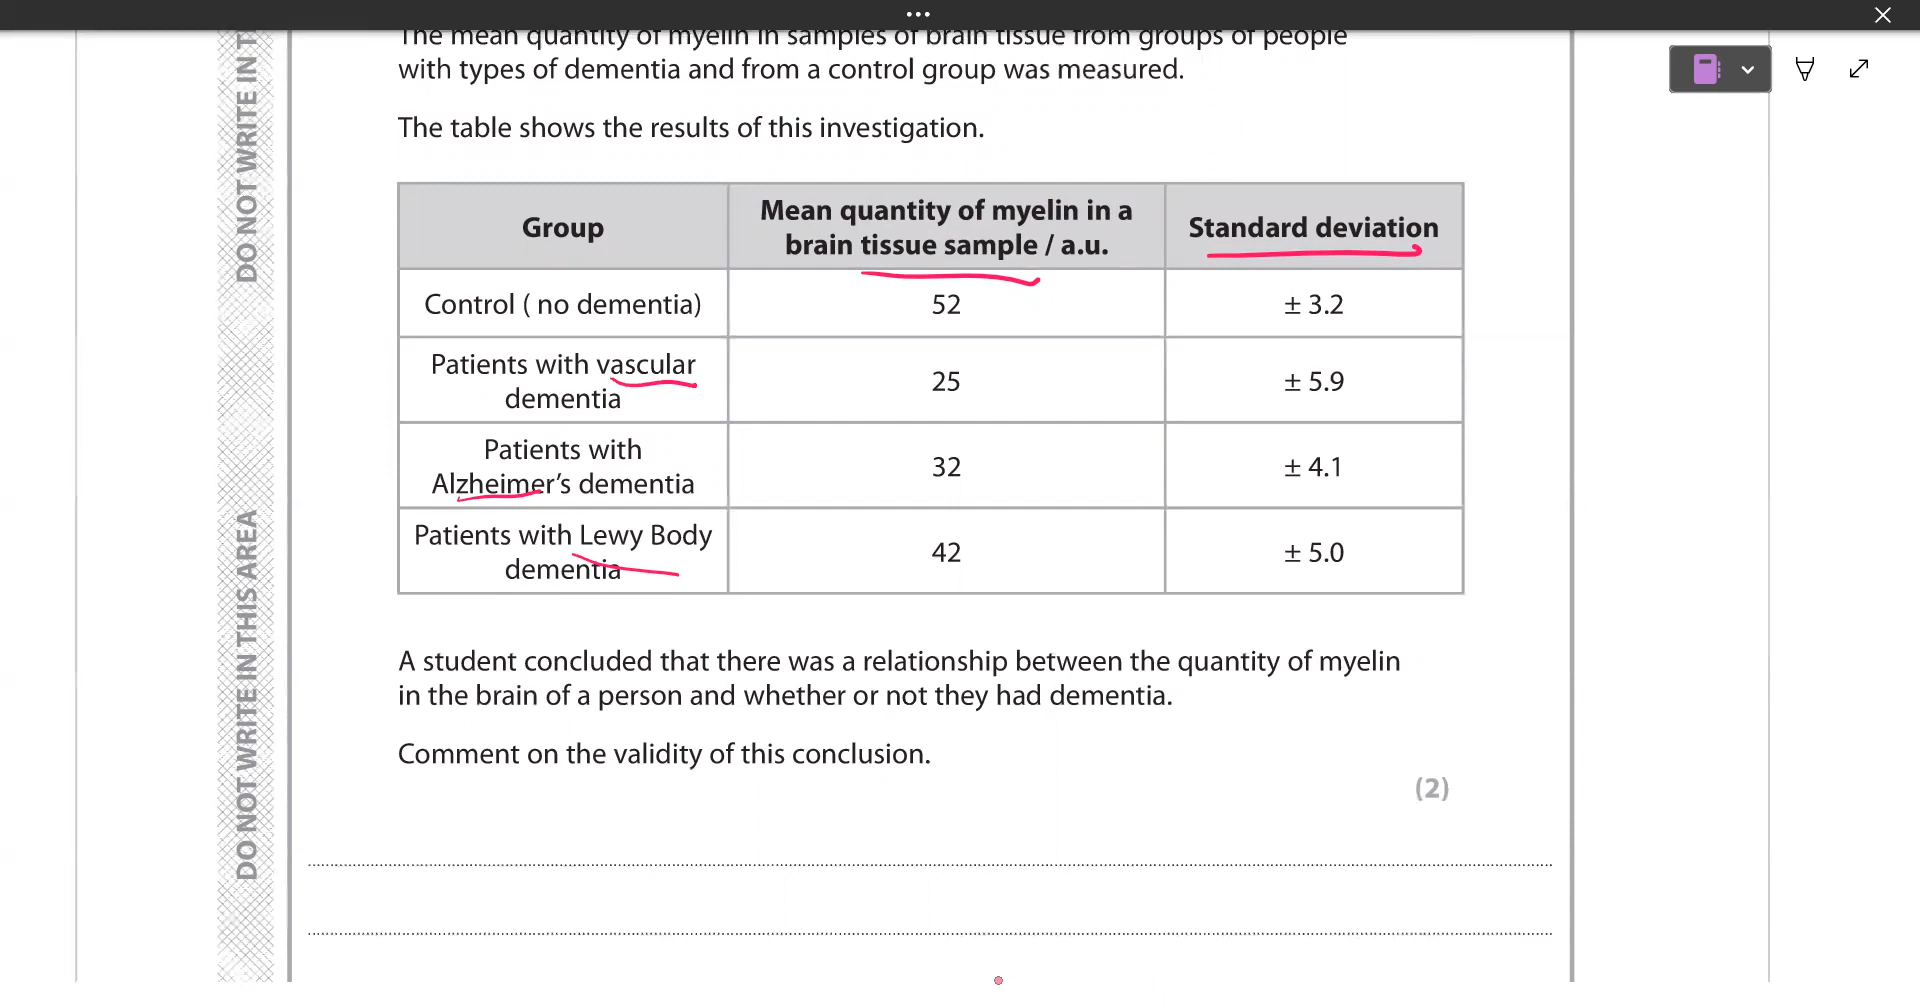 The mean quantity of myelin in samples of brain tissue from groups of people
with types of dementia and from a control group was measured.
The table shows the results of this investigation.
Group
Mean quantity of myelin in a
brain tissue sample / a.u.
Standard deviation
Control ( no dementia)
52
± 3.2
Patients with vascular
dementia
25
± 5.9
Patients with
Alzheimer’s dementia
32
± 4.1
Patients with Lewy Body
dementia
42
± 5.0
A student concluded that there was a relationship between the quantity of myelin
in the brain of a person and whether or not they had dementia.
Comment on the validity of this conclusion.
(2)
DO NOT WRITE IN T
DO NOT WRITE IN THIS AREA